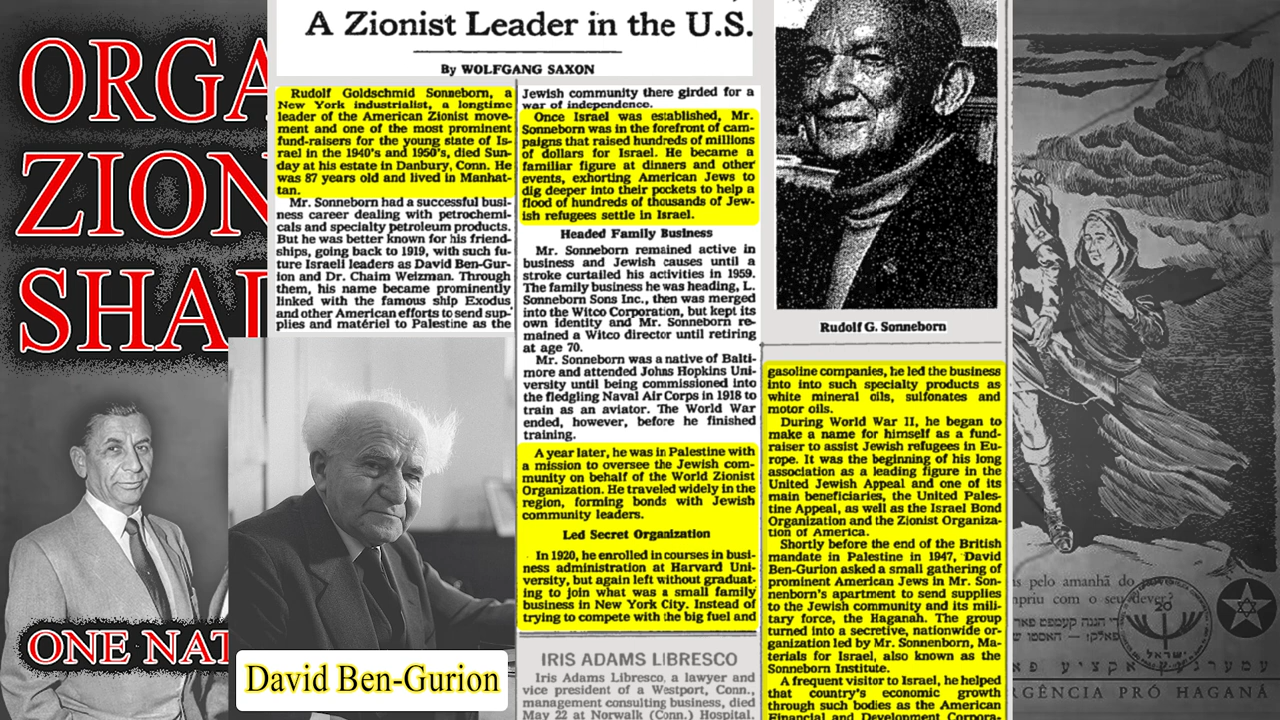 ORGA
ZION
SHAI
ONE NAT
David Ben-Gurion
A Zionist Leader in the U.S.
By WOLFGANG SAXON
Rudolf Goldschmid Sonneborn, a
New York industrialist, a longtime
leader of the American Zionist move-
ment and one of the most prominent
fund-raisers for the young state of Is-
rael in the 1940's and 1950's, died Sun-
day at his estate in Danbury, Conn. He
was 87 years old and lived in Manhat-
tan.
Mr. Sonneborn had a successful busi-
ness career dealing with petrochemi-
cals and specialty petroleum products.
But he was better known for his friend-
ships, going back to 1919, with such fu-
ture Israeli leaders as David Ben-Gur-
ion and Dr. Chaim Weizman. Through
them, his name became prominently
linked with the famous ship Exodus
and other American efforts to send sup-
plies and matériel to Palestine as the
Jewish community there girded for a
war of independence.
Once Israel was established, Mr.
Sonneborn was in the forefront of cam-
paigns that raised hundreds of millions
of dollars for Israel. He became a
familiar figure at dinners and other
events, exhorting American Jews to
dig deeper into their pockets to help a
flood of hundreds of thousands of Jew-
ish refugees settle in Israel.
Headed Family Business
Mr. Sonneborn remained active in
business and Jewish causes until a
stroke curtailed his activities in 1959.
The family business he was heading, L.
Sonneborn Sons Inc., then was merged
into the Witco Corporation, but kept its
own identity and Mr. Sonneborn re-
mained a Witco director until retiring
at age 70.
Mr. Sonneborn was a native of Balti-
more and attended Johns Hopkins Uni-
versity until being commissioned into
the fledgling Naval Air Corps in 1918 to
train as an aviator. The World War
ended, however, before he finished
training.
A year later, he was in Palestine with
a mission to oversee the Jewish com-
munity on behalf of the World Zionist
Organization. He traveled widely in the
region, forming bonds with Jewish
community leaders.
Led Secret Organization
In 1920, he enrolled in courses in busi-
ness administration at Harvard Uni-
versity, but again left without graduat-
ing to join what was a small family
business in New York City. Instead of
trying to compete with the big fuel and
IRIS ADAMS LIBRESCO
Iris Adams Libresco, a lawyer and
vice president of a Westport, Conn.,
management consulting business, died
May 22 at Norwalk (Conn.) Hospital.
Rudolf G. Sonneborn
gasoline companies, he led the business
into into such specialty products as
white mineral oils, sulfonates and
motor oils.
During World War II, he began to
make a name for himself as a fund-
raiser to assist Jewish refugees in Eu-
rope. It was the beginning of his long
association as a leading figure in the
United Jewish Appeal and one of its
main beneficiaries, the United Pales-
tine Appeal, as well as the Israel Bond
Organization and the Zionist Organiza-
tion of America.
Shortly before the end of the British
mandate in Palestine in 1947, David
Ben-Gurion asked a small gathering of
prominent American Jews in Mr. Son-
nenborn's apartment to send supplies
to the Jewish community and its mili-
tary force, the Haganah. The group
turned into a secretive, nationwide or-
ganization led by Mr. Sonnenborn, Ma-
terials for Israel, also known as the
Sonneborn Institute.
A frequent visitor to Israel, he helped
that country's economic growth
through such bodies as the American
Financial and Development Corpora-
s pelo amanhã do
mpriu com o seu dever?
20
ישראל
RGÊNCIA PRÓ HAGANÁ